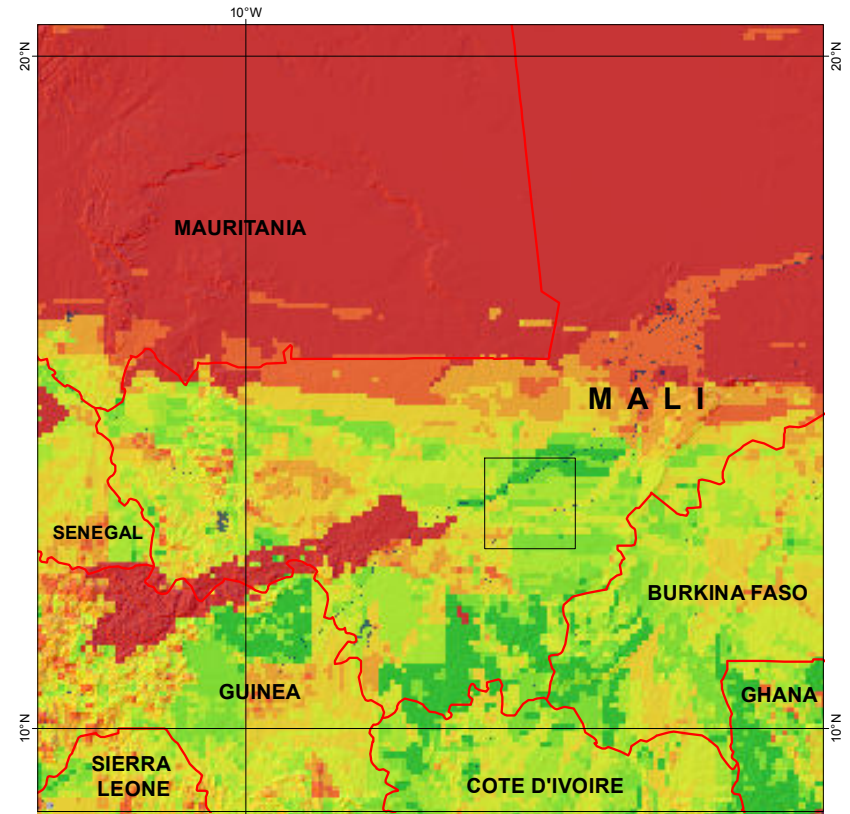 10°W
20°N
20°N
MAURITANIA
M A L I
SENEGAL
BURKINA FASO
GUINEA
GHANA
10°N
10°N
SIERRA
LEONE
COTE D'IVOIRE